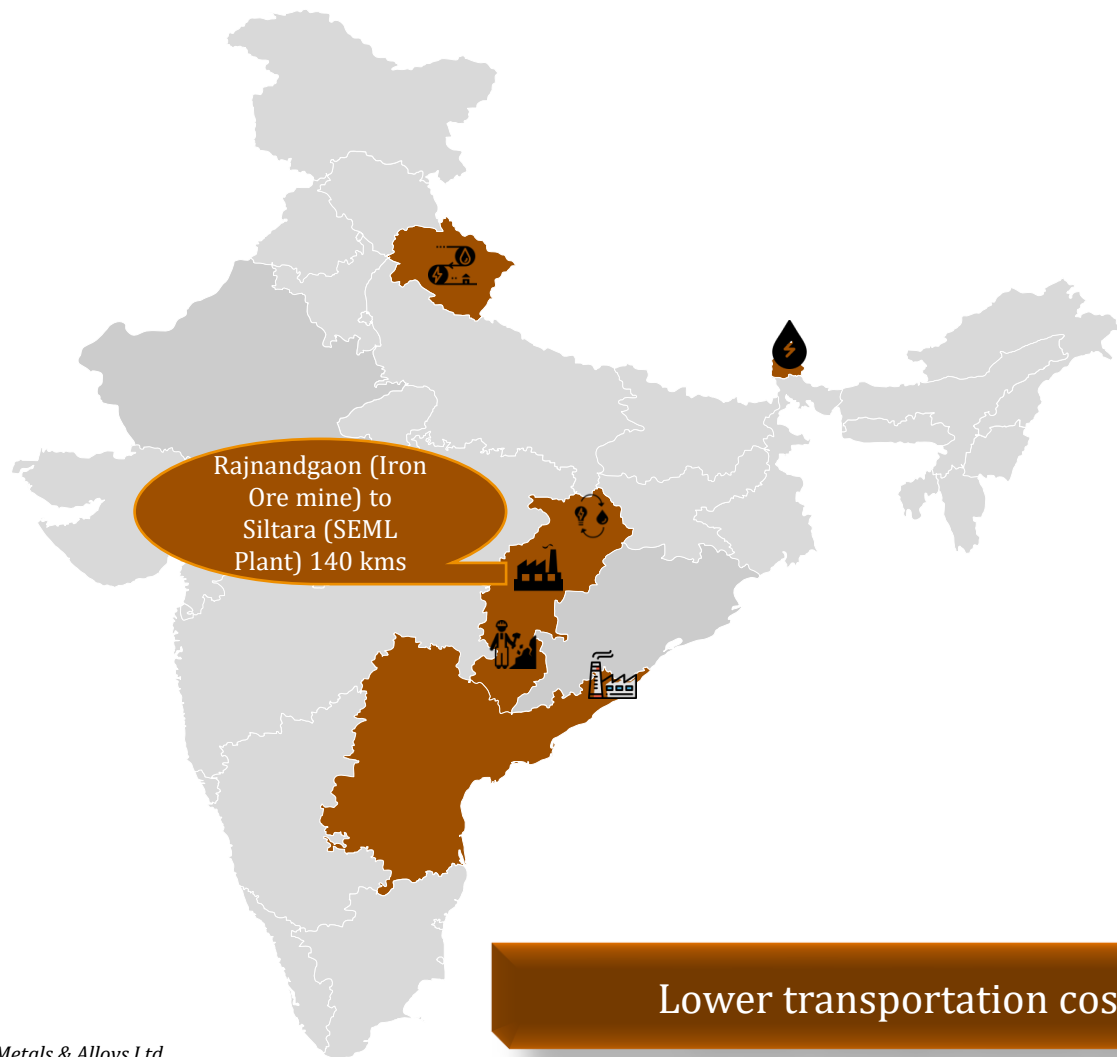 Rajnandgaon (Iron
Ore mine) to
Siltara (SEML
Plant) 140 kms
Lower transportation cos
Metals & Alloys Ltd